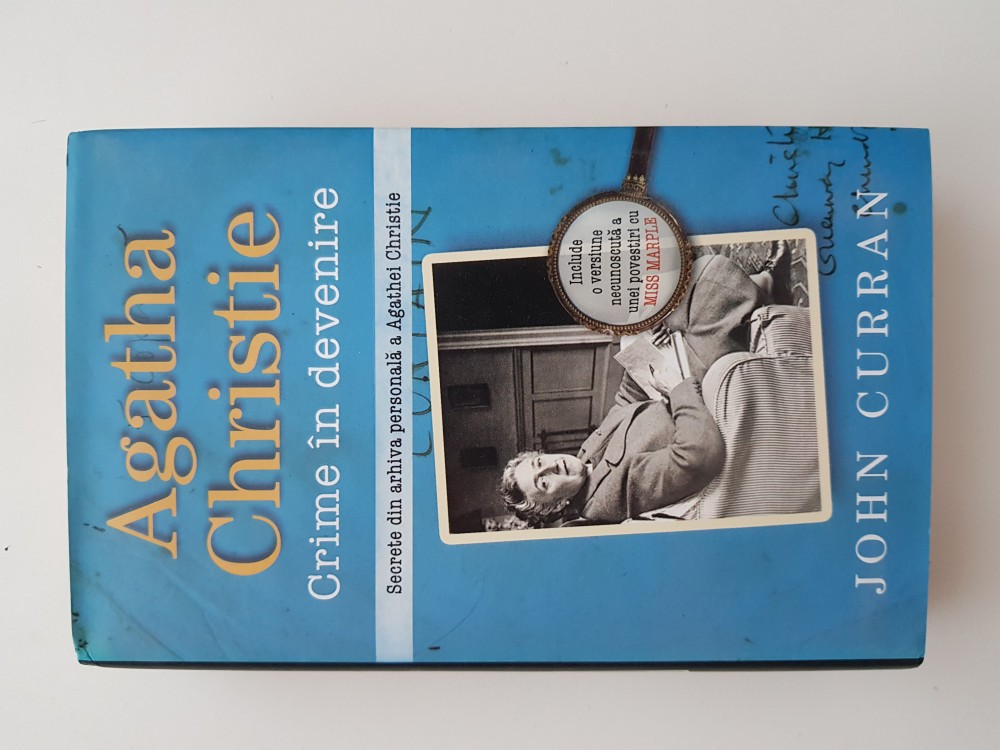 Agatha
Christie
Crime în devenire
Secrete din arhiva personală a Agathei Christie
CURTAIN
Include
o versiune
necunoscută a
unei povestiri cu
MISS MARPLE
JOHN CURRAN